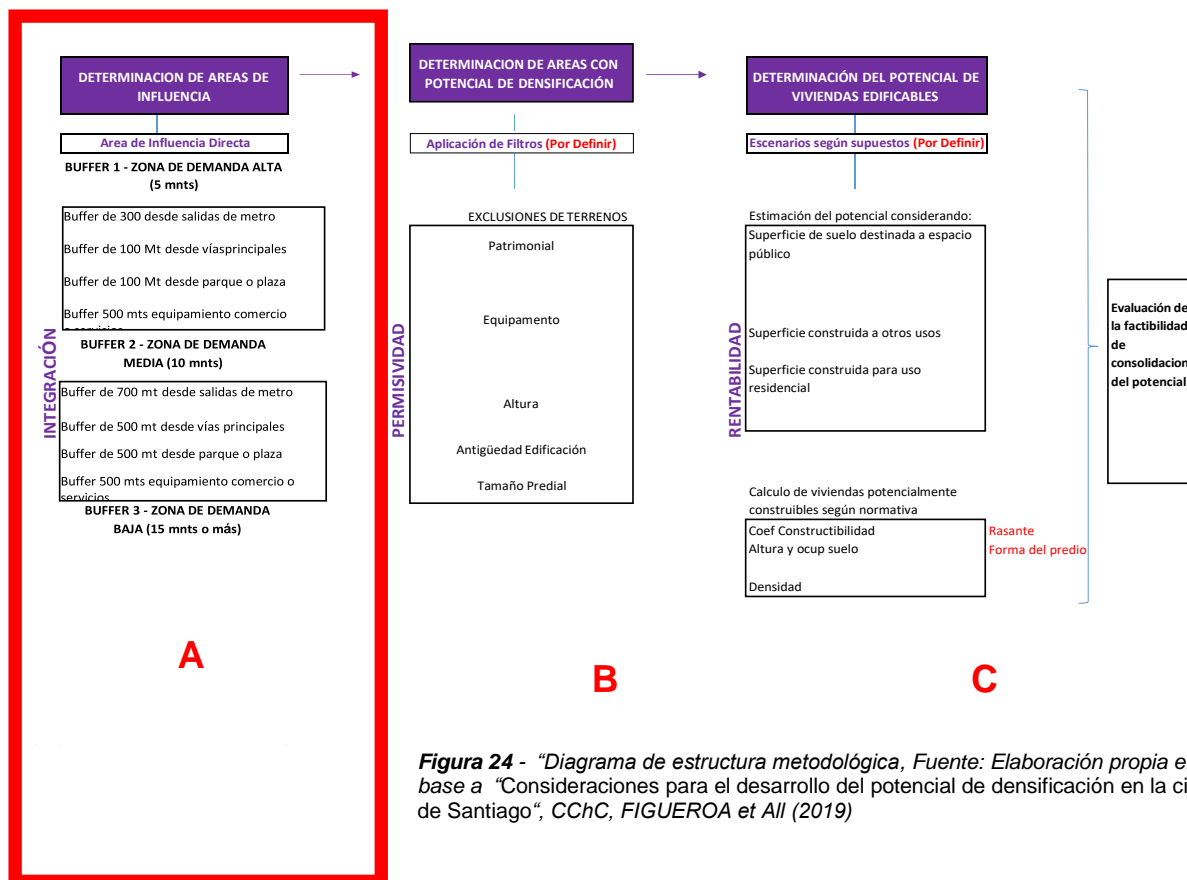 DETERMINACION DE AREAS DE
INFLUENCIA
Area de Influencia Directa
BUFFER 1 - ZONA DE DEMANDA ALTA
(5 mnts)
Buffer de 300 desde salidas de metro
Buffer de 100 Mt desde víasprincipales
Buffer de 100 Mt desde parque o plaza
Buffer 500 mts equipamiento comercio
o servicios
BUFFER 2 - ZONA DE DEMANDA
MEDIA (10 mnts)
Buffer de 700 mt desde salidas de metro
Buffer de 500 mt desde vías principales
Buffer de 500 mt desde parque o plaza
Buffer 500 mts equipamiento comercio o
servicios
BUFFER 3 - ZONA DE DEMANDA
BAJA (15 mnts o más)
INTEGRACIÓN
A
DETERMINACION DE AREAS CON
POTENCIAL DE DENSIFICACIÓN
Aplicación de Filtros (Por Definir)
EXCLUSIONES DE TERRENOS
Patrimonial
Equipamento
Altura
Antigüedad Edificación
Tamaño Predial
PERMISIVIDAD
B
DETERMINACIÓN DEL POTENCIAL DE
VIVIENDAS EDIFICABLES
Escenarios según supuestos (Por Definir)
Estimación del potencial considerando:
Superficie de suelo destinada a espacio
público
Superficie construida a otros usos
Superficie construida para uso
residencial
RENTABILIDAD
Calculo de viviendas potencialmente
construibles según normativa
Coef Constructibilidad
Altura y ocup suelo
Densidad
Rasante
Forma del predio
C
Evaluación de
la factibilidad
de
consolidacion
del potencial
Figura 24 - “Diagrama de estructura metodológica, Fuente: Elaboración propia e
base a “Consideraciones para el desarrollo del potencial de densificación en la ci
de Santiago“, CChC, FIGUEROA et All (2019)